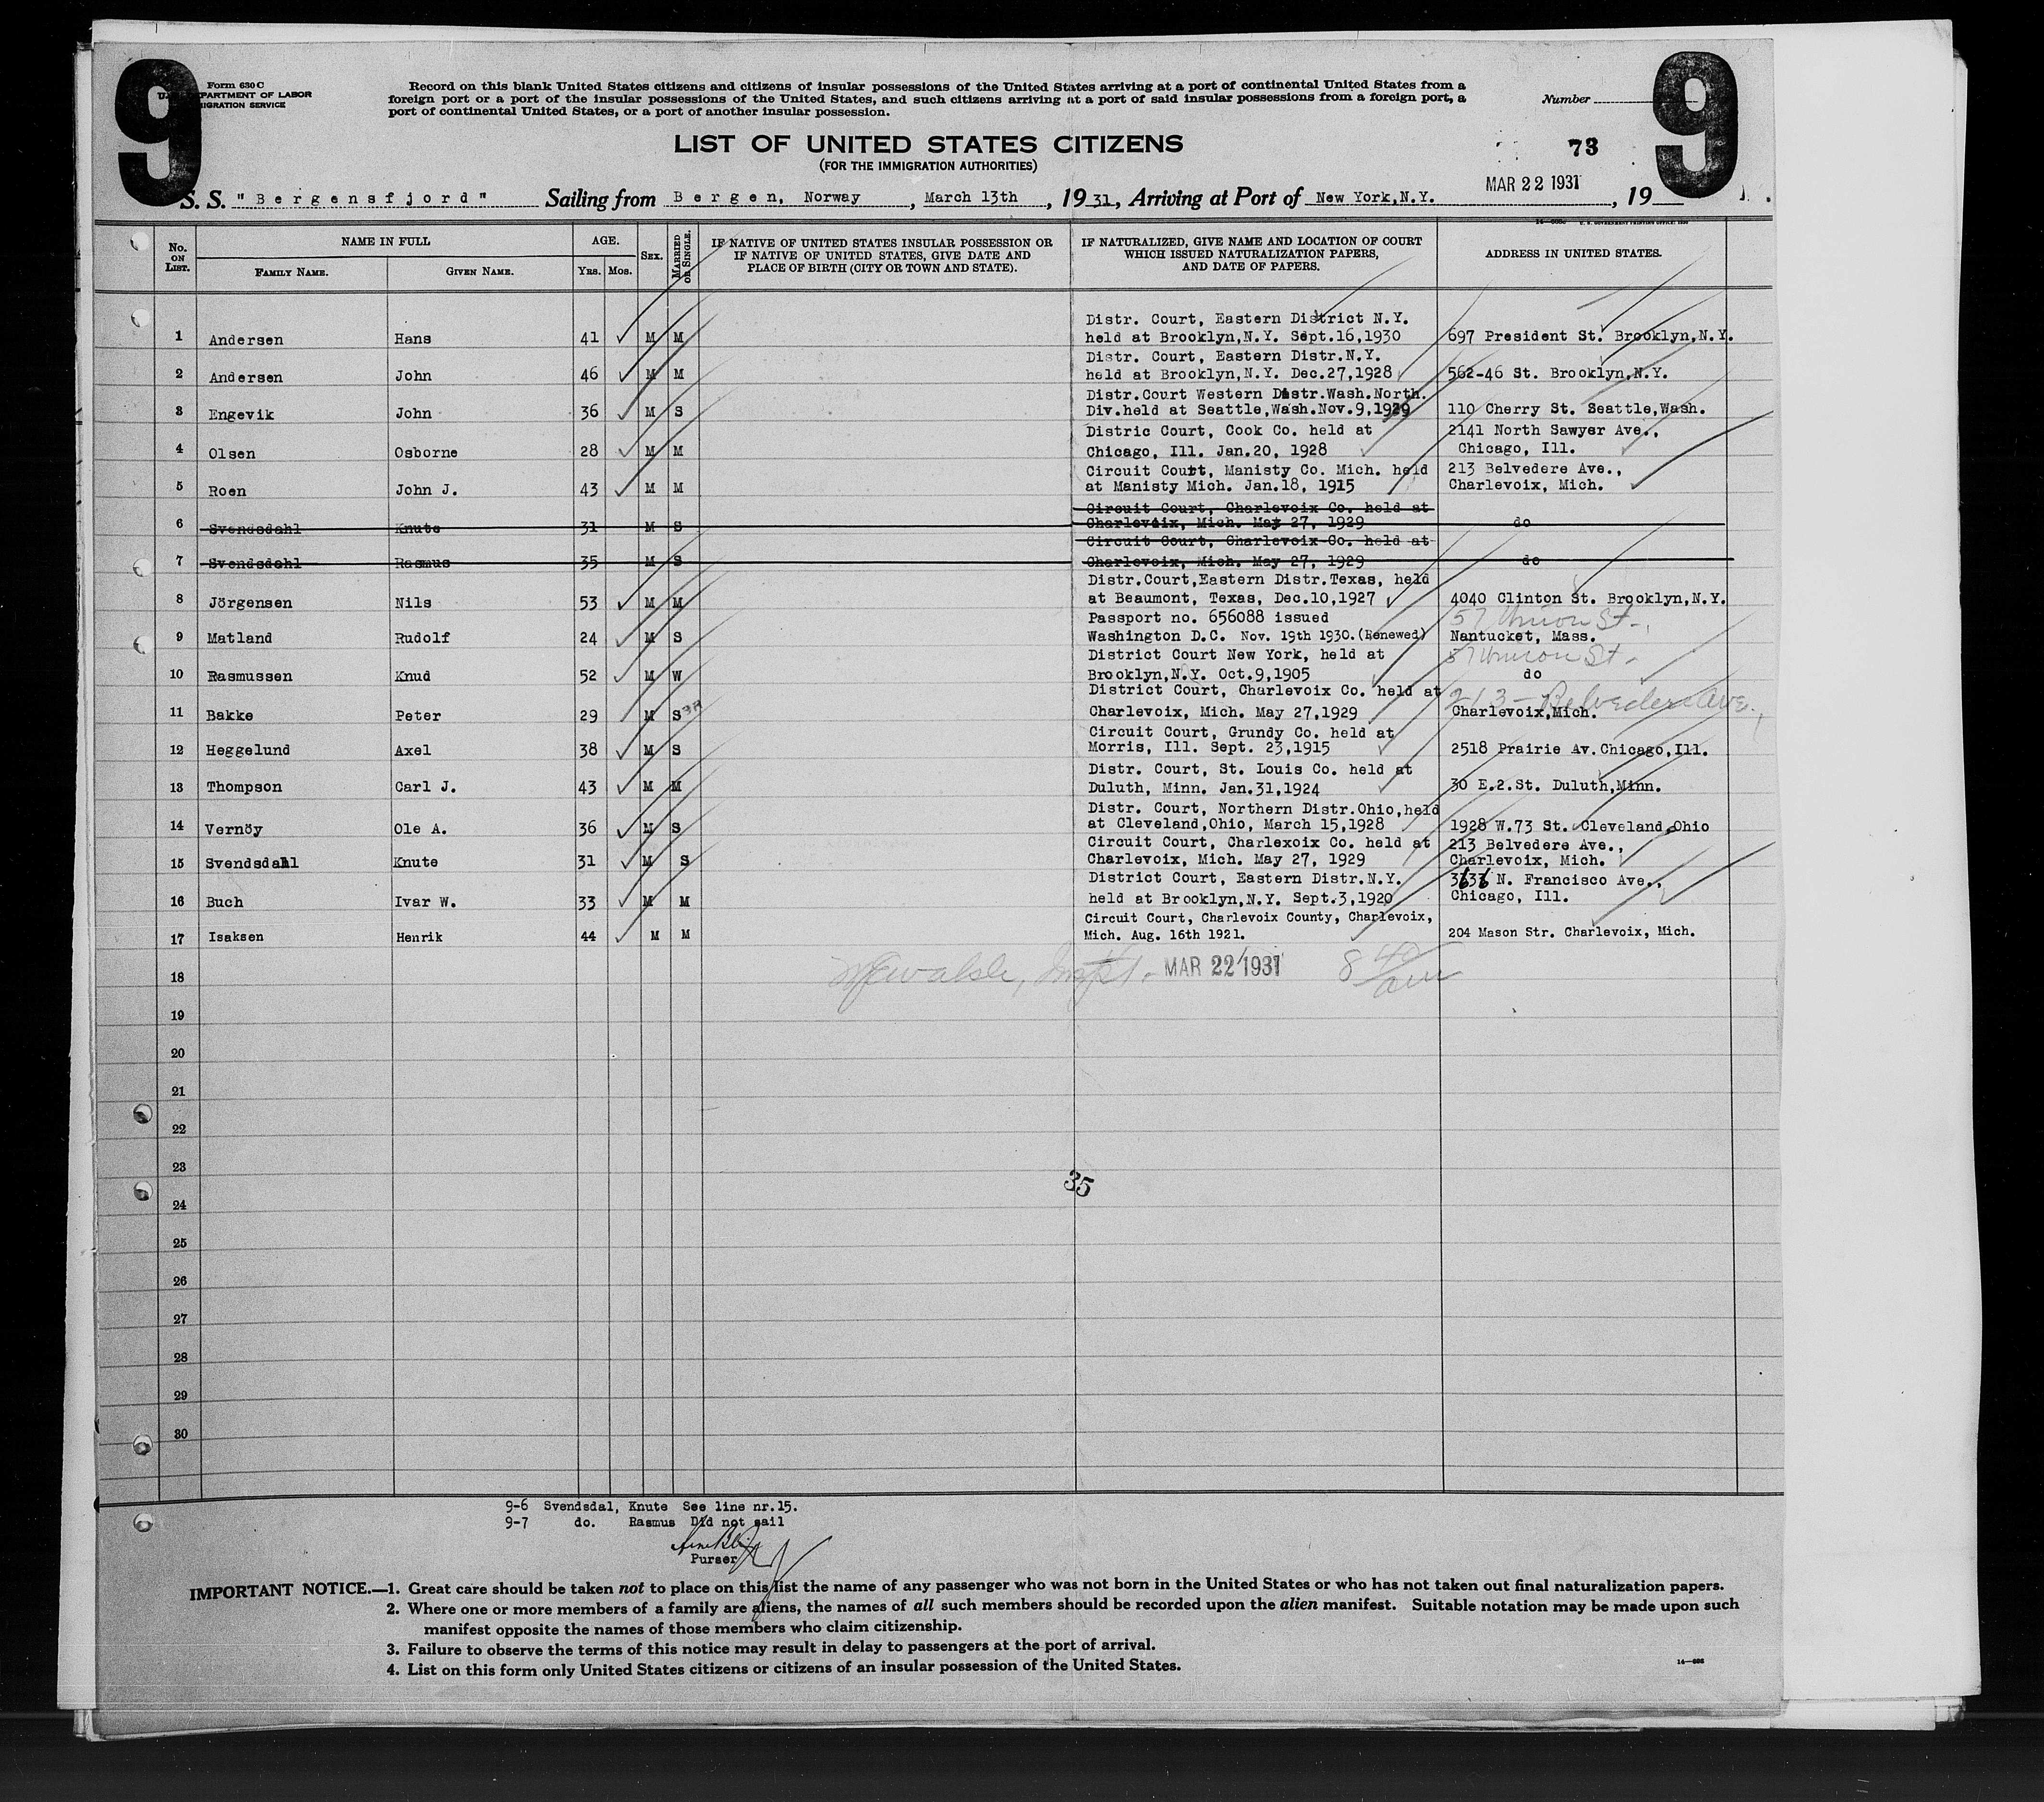 9
9
Form 630 C
U. S. DEPARTMENT OF LABOR
IMMIGRATION SERVICE
Record on this blank United States citizens and citizens of insular possessions of the United States arriving at a port of continental United States from a
foreign port or a port of the insular possessions of the United States, and such citizens arriving at a port of said insular possessions from a foreign port, a
port of continental United States, or a port of another insular possession.
Number
LIST OF UNITED STATES CITIZENS
(FOR THE IMMIGRATION AUTHORITIES)
73
MAR 22 1931
S. S. "Bergensfjord" Sailing from Bergen, Norway, March 13th, 1931, Arriving at Port of New York, N.Y., 19
No. ON LIST.
NAME IN FULL
FAMILY NAME.
GIVEN NAME.
AGE.
YRS. MOS.
SEX.
MARRIED OR SINGLE.
IF NATIVE OF UNITED STATES INSULAR POSSESSION OR
IF NATIVE OF UNITED STATES, GIVE DATE AND
PLACE OF BIRTH (CITY OR TOWN AND STATE).
IF NATURALIZED, GIVE NAME AND LOCATION OF COURT
WHICH ISSUED NATURALIZATION PAPERS,
AND DATE OF PAPERS.
ADDRESS IN UNITED STATES.
Distr. Court, Eastern District N.Y.
1 Andersen Hans 41 M M held at Brooklyn,N.Y. Sept.16,1930 697 President St. Brooklyn,N.Y.
Distr. Court, Eastern Distr.N.Y.
2 Andersen John 46 M M held at Brooklyn,N.Y. Dec.27,1928 562-46 St. Brooklyn,N.Y.
Distr.Court Western Distr.Wash.North.
3 Engevik John 36 M S Div.held at Seattle,Wash.Nov.9,1929 110 Cherry St. Seattle,Wash.
Distric Court, Cook Co. held at 2141 North Sawyer Ave.,
4 Olsen Osborne 28 M M Chicago, Ill. Jan.20, 1928 Chicago, Ill.
Circuit Court, Manisty Co. Mich. held 213 Belvedere Ave.,
5 Roen John J. 43 M M at Manisty Mich. Jan.18, 1915 Charlevoix, Mich.
Circuit Court, Charlevoix Co. held at
6 Svendsdahl Knute 31 M S Charlevoix, Mich. May 27, 1929 do
Circuit Court, Charlevoix Co. held at
7 Svendsdahl Rasmus 35 M S Charlevoix, Mich. May 27, 1929 do
Distr.Court,Eastern Distr.Texas, held
8 Jörgensen Nils 53 M M at Beaumont, Texas, Dec.10,1927 4040 Clinton St. Brooklyn,N.Y.
Passport no. 656088 issued 57 Union St.,
9 Matland Rudolf 24 M S Washington D.C. Nov. 19th 1930.(Renewed) Nantucket, Mass.
District Court New York, held at 57 Union St.
10 Rasmussen Knud 52 M W Brooklyn,N.Y. Oct.9,1905 do
District Court, Charlevoix Co. held at 213 - Belvedere Ave.,
11 Bakke Peter 29 M S Charlevoix, Mich. May 27,1929 Charlevoix,Mich.
Circuit Court, Grundy Co. held at
12 Heggelund Axel 38 M S Morris, Ill. Sept. 23,1915 2518 Prairie Av. Chicago,Ill.
Distr. Court, St. Louis Co. held at
13 Thompson Carl J. 43 M M Duluth, Minn. Jan.31,1924 30 E.2.St. Duluth,Minn.
Distr. Court, Northern Distr.Ohio,held
14 Vernöy Ole A. 36 M S at Cleveland,Ohio, March 15,1928 1928 W.73 St. Cleveland,Ohio
Circuit Court, Charlexoix Co. held at 213 Belvedere Ave.,
15 Svendsdahl Knute 31 M S Charlevoix, Mich. May 27, 1929 Charlevoix, Mich.
District Court, Eastern Distr.N.Y. 3636 N. Francisco Ave.,
16 Buch Ivar W. 33 M M held at Brooklyn,N.Y. Sept.3,1920 Chicago, Ill.
Circuit Court, Charlevoix County, Charlevoix,
17 Isaksen Henrik 44 M M Mich. Aug. 16th 1921. 204 Mason Str. Charlevoix, Mich.
18 MAR 22 1931 8 40 am
19
20
21
22
23
35
24
25
26
27
28
29
30
9-6 Svendsdal, Knute See line nr.15.
9-7 do. Rasmus Did not sail
Purser
IMPORTANT NOTICE.—1. Great care should be taken not to place on this list the name of any passenger who was not born in the United States or who has not taken out final naturalization papers.
2. Where one or more members of a family are aliens, the names of all such members should be recorded upon the alien manifest. Suitable notation may be made upon such
manifest opposite the names of those members who claim citizenship.
3. Failure to observe the terms of this notice may result in delay to passengers at the port of arrival.
4. List on this form only United States citizens or citizens of an insular possession of the United States.